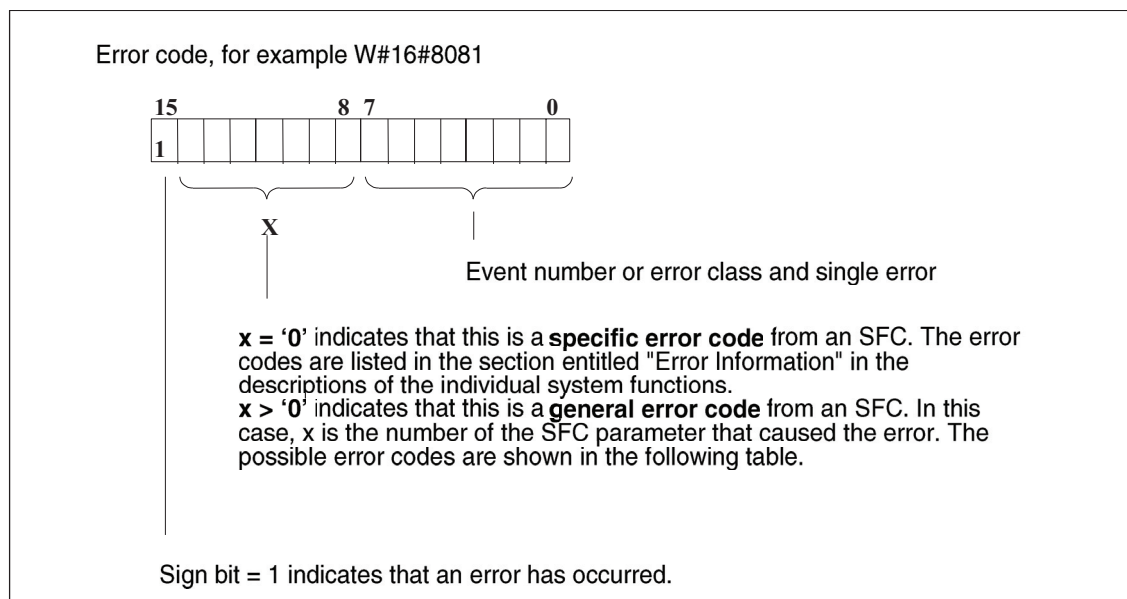 Error code, for example W#16#8081
15 8 7 0
1
X
Event number or error class and single error
x = ‘0’ indicates that this is a specific error code from an SFC. The error
codes are listed in the section entitled "Error Information" in the
descriptions of the individual system functions.
x > ‘0’ indicates that this is a general error code from an SFC. In this
case, x is the number of the SFC parameter that caused the error. The
possible error codes are shown in the following table.
Sign bit = 1 indicates that an error has occurred.